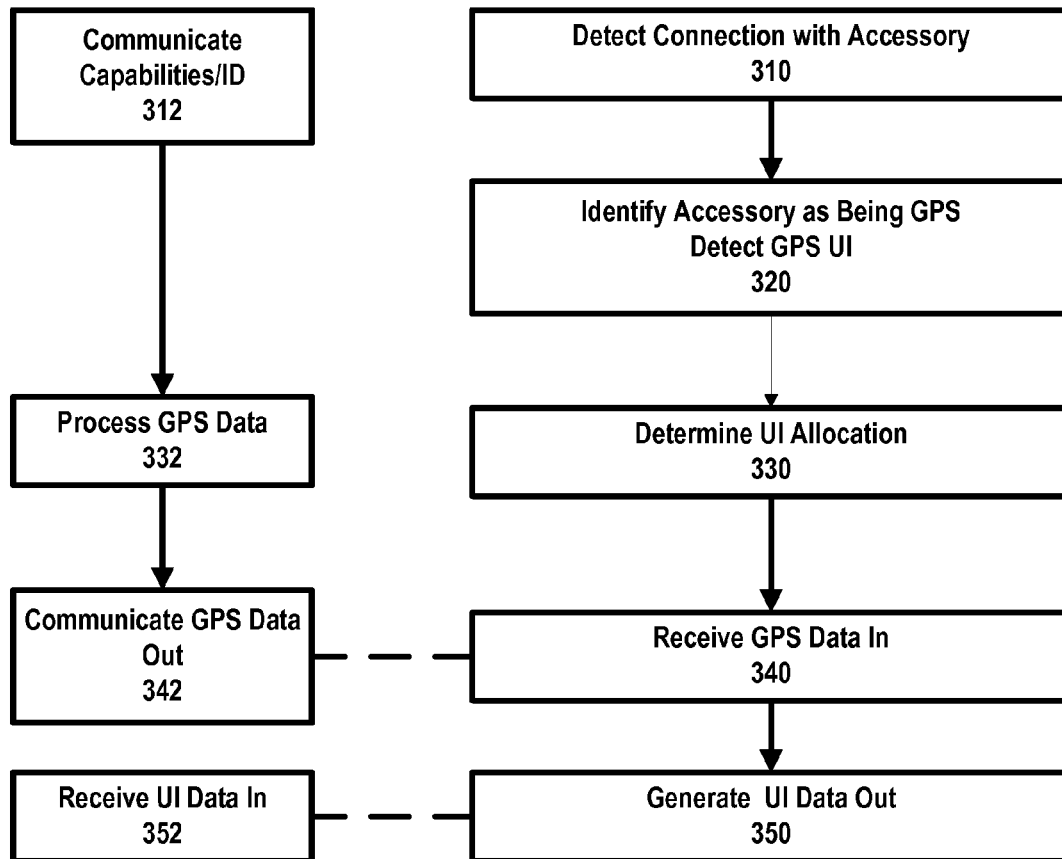 Communicate
Capabilities/ID
312
Detect Connection with Accessory
310
Identify Accessory as Being GPS
Detect GPS UI
320
Process GPS Data
332
Determine UI Allocation
330
Communicate GPS Data
Out
342
Receive GPS Data In
340
Receive UI Data In
352
Generate UI Data Out
350